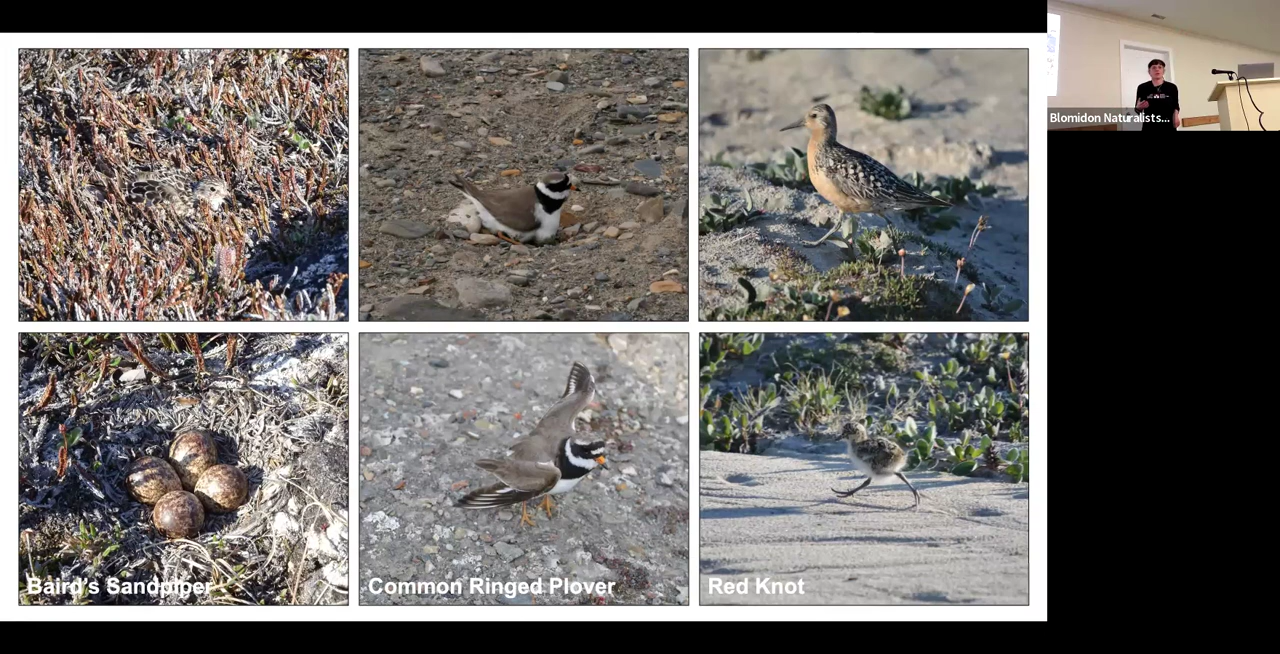 Baird's Sandpiper
Common Ringed Plover
Red Knot
Blomidon Naturalists...